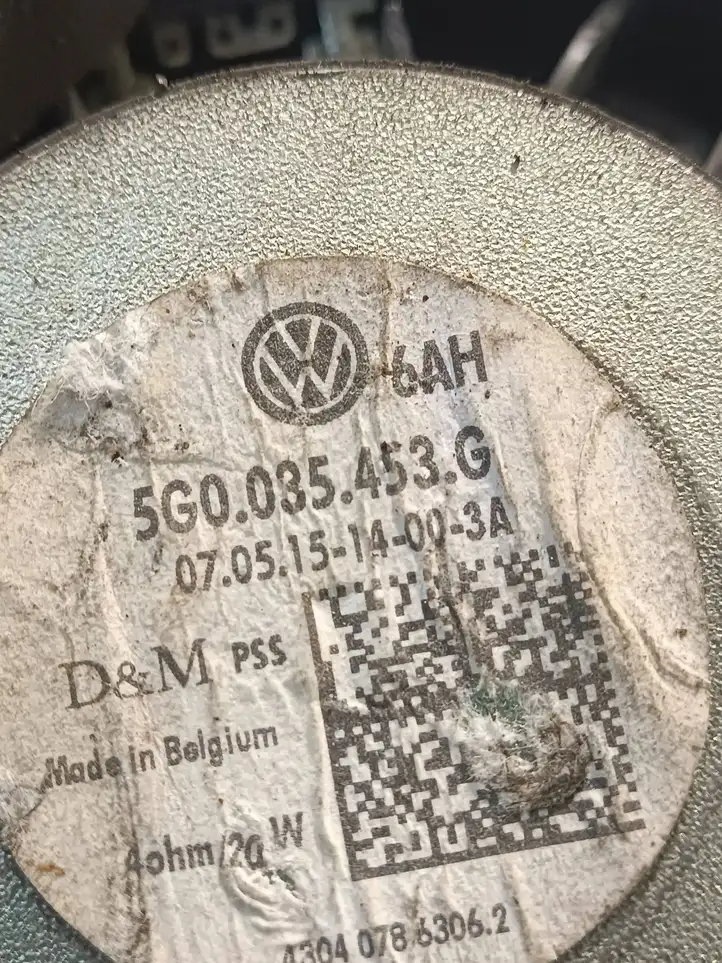 6AH
5G0.035.453.G
07.05.15-14-00-3A
D&M PSS
Made in Belgium
4ohm/20 W
4304 078 6306.2